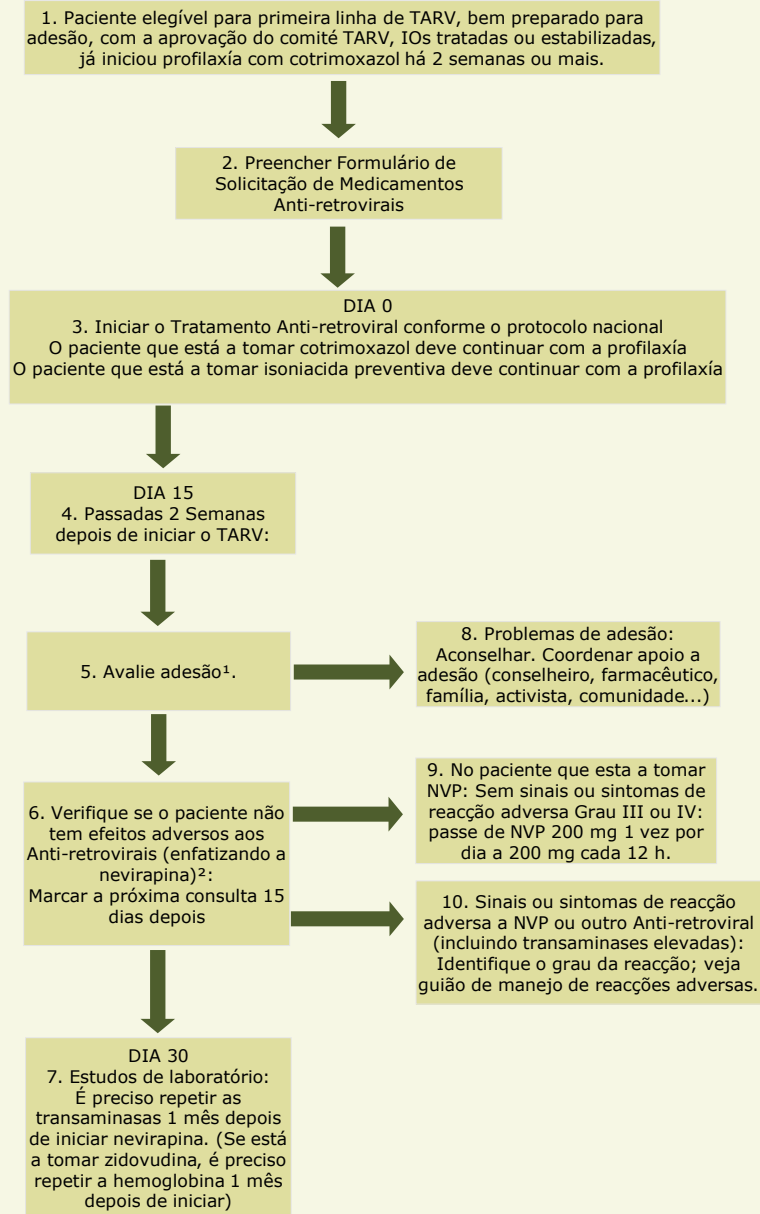 1. Paciente elegível para primeira linha de TARV, bem preparado para
adesão, com a aprovação do comité TARV, IOs tratadas ou estabilizadas,
já iniciou profilaxía com cotrimoxazol há 2 semanas ou mais.
2. Preencher Formulário de
Solicitação de Medicamentos
Anti-retrovirais
DIA 0
3. Iniciar o Tratamento Anti-retroviral conforme o protocolo nacional
O paciente que está a tomar cotrimoxazol deve continuar com a profilaxía
O paciente que está a tomar isoniacida preventiva deve continuar com a profilaxía
DIA 15
4. Passadas 2 Semanas
depois de iniciar o TARV:
5. Avalie adesão¹.
8. Problemas de adesão:
Aconselhar. Coordenar apoio a
adesão (conselheiro, farmacêutico,
família, activista, comunidade...)
6. Verifique se o paciente não
tem efeitos adversos aos
Anti-retrovirais (enfatizando a
nevirapina)²:
Marcar a próxima consulta 15
dias depois
9. No paciente que esta a tomar
NVP: Sem sinais ou sintomas de
reacção adversa Grau III ou IV:
passe de NVP 200 mg 1 vez por
dia a 200 mg cada 12 h.
10. Sinais ou sintomas de reacção
adversa a NVP ou outro Anti-retroviral
(incluindo transaminases elevadas):
Identifique o grau da reacção; veja
guião de manejo de reacções adversas.
DIA 30
7. Estudos de laboratório:
É preciso repetir as
transaminasas 1 mês depois
de iniciar nevirapina. (Se está
a tomar zidovudina, é preciso
repetir a hemoglobina 1 mês
depois de iniciar)